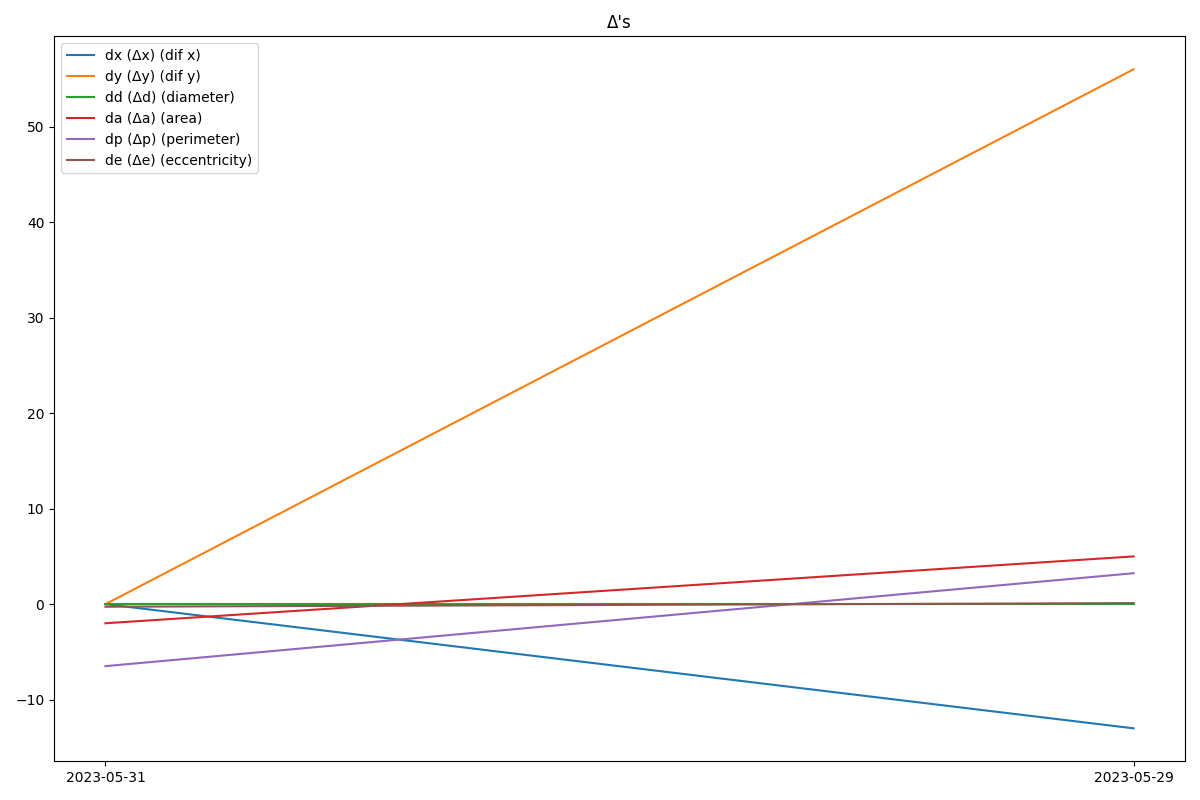 Δ's
dx (Δx) (dif x)
dy (Δy) (dif y)
dd (Δd) (diameter)
da (Δa) (area)
dp (Δp) (perimeter)
de (Δe) (eccentricity)
50
40
30
20
10
0
−10
2023-05-31
2023-05-29